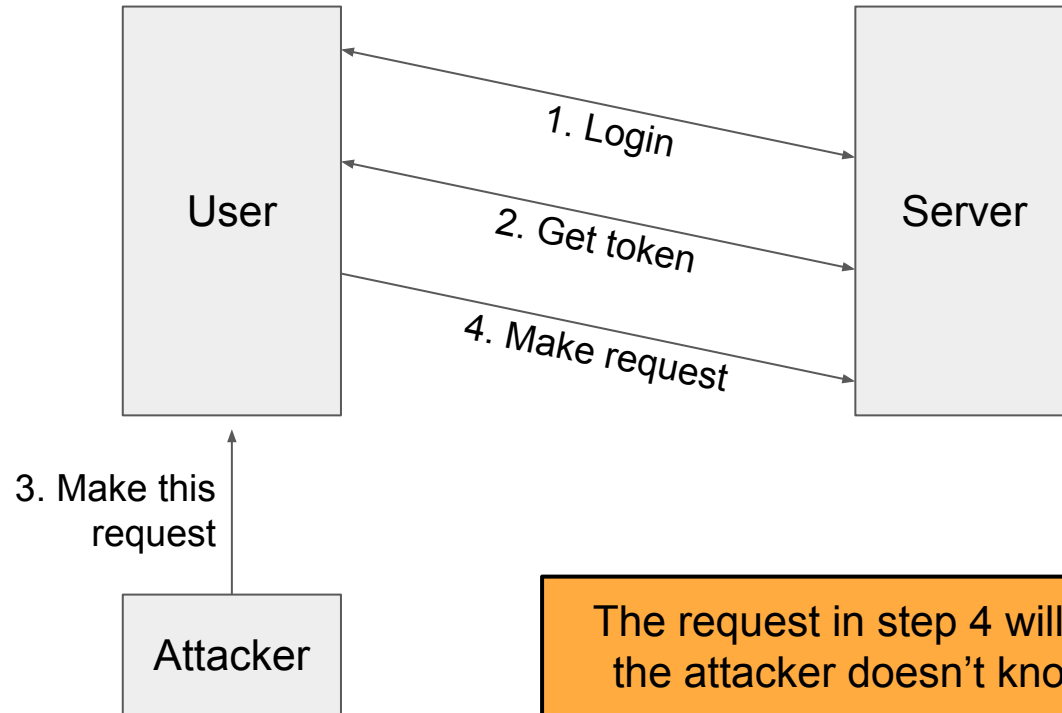 User
1. Login
2. Get token
4. Make request
Server
3. Make this
request
Attacker
The request in step 4 will
the attacker doesn’t